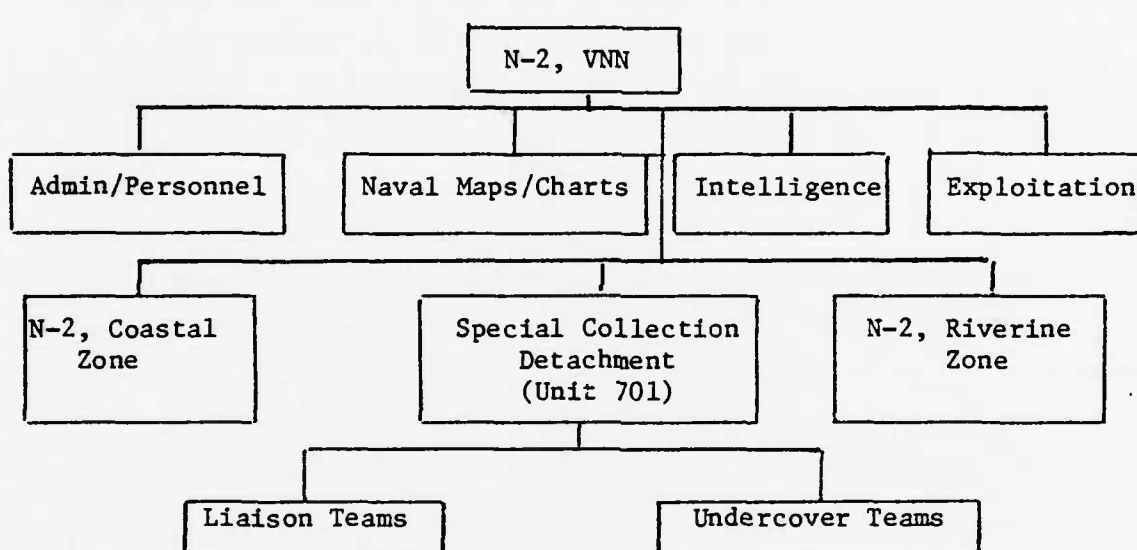 N-2, VNN
Admin/Personnel
Naval Maps/Charts
Intelligence
Exploitation
N-2, Coastal
Zone
Special Collection
Detachment
(Unit 701)
N-2, Riverine
Zone
Liaison Teams
Undercover Teams